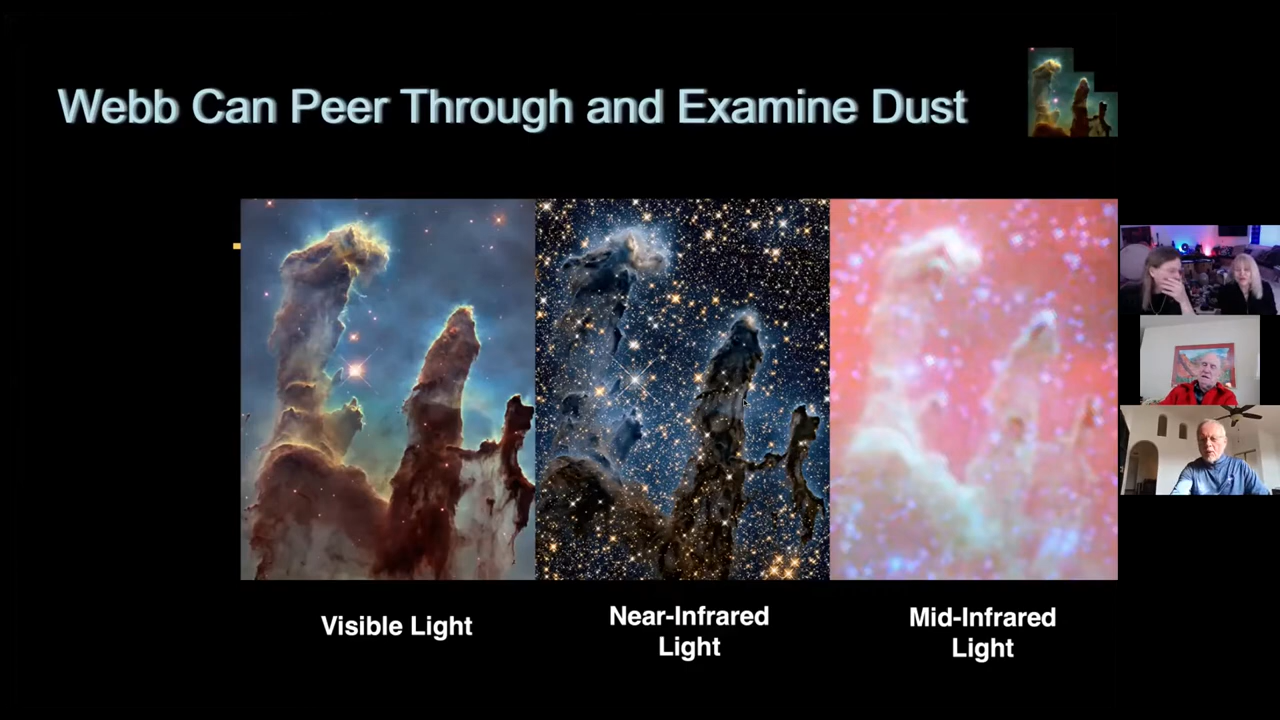 Webb Can Peer Through and Examine Dust
Visible Light
Near-Infrared
Light
Mid-Infrared
Light